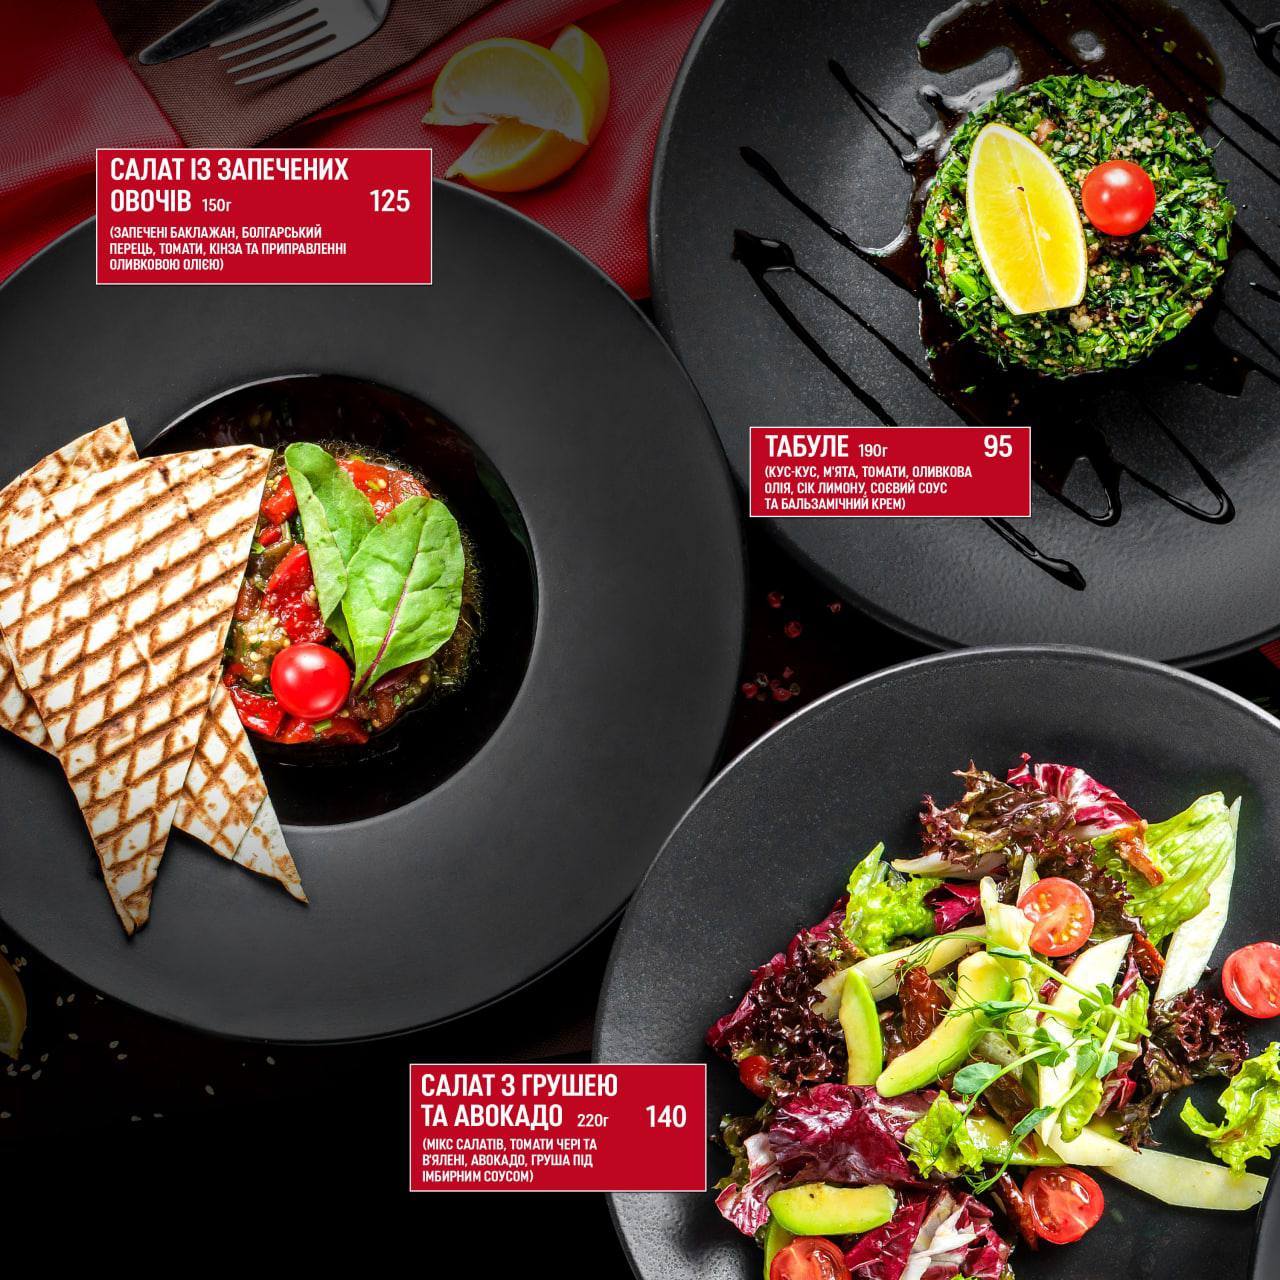 САЛАТ ІЗ ЗАПЕЧЕНИХ
ОВОЧІВ 150г 125
(ЗАПЕЧЕНІ БАКЛАЖАН, БОЛГАРСЬКИЙ
ПЕРЕЦЬ, ТОМАТИ, КІНЗА ТА ПРИПРАВЛЕННІ
ОЛИВКОВОЮ ОЛІЄЮ)
ТАБУЛЕ 190г 95
(КУС-КУС, М'ЯТА, ТОМАТИ, ОЛИВКОВА
ОЛІЯ, СІК ЛИМОНУ, СОЄВИЙ СОУС
ТА БАЛЬЗАМІЧНИЙ КРЕМ)
САЛАТ З ГРУШЕЮ
ТА АВОКАДО 220г 140
(МІКС САЛАТІВ, ТОМАТИ ЧЕРІ ТА
В'ЯЛЕНІ, АВОКАДО, ГРУША ПІД
ІМБИРНИМ СОУСОМ)